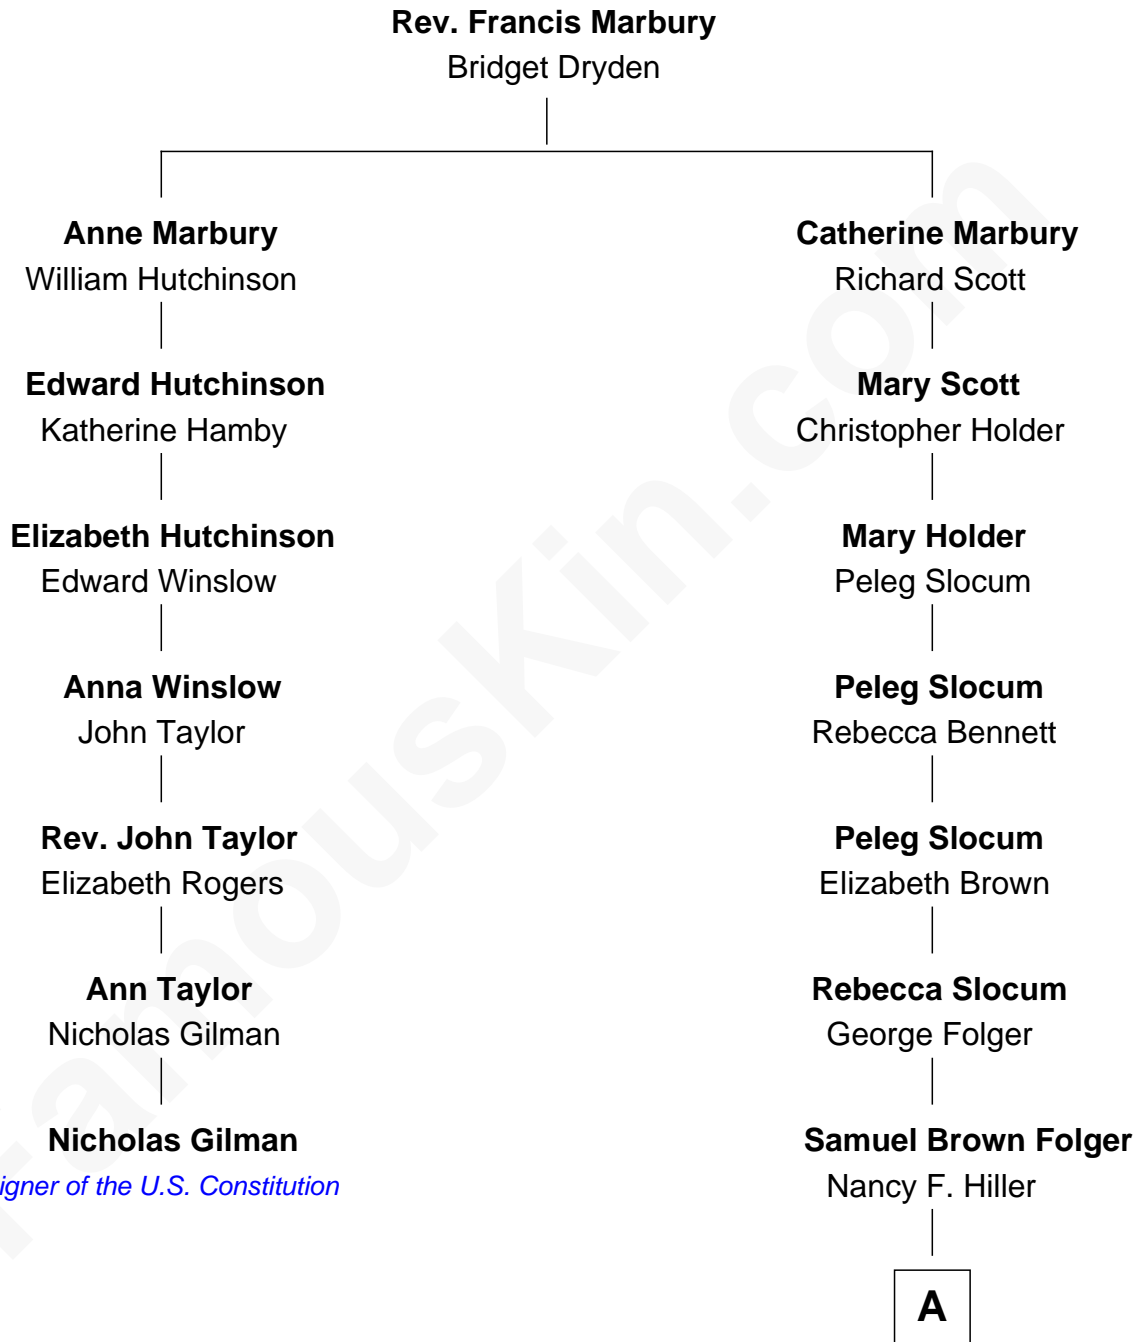 Rev. Francis Marbury
Bridget Dryden
Anne Marbury
William Hutchinson
Edward Hutchinson
Katherine Hamby
Elizabeth Hutchinson
Edward Winslow
Anna Winslow
John Taylor
Rev. John Taylor
Elizabeth Rogers
Ann Taylor
Nicholas Gilman
Nicholas Gilman
igner of the U.S. Constitution
Catherine Marbury
Richard Scott
Mary Scott
Christopher Holder
Mary Holder
Peleg Slocum
Peleg Slocum
Rebecca Bennett
Peleg Slocum
Elizabeth Brown
Rebecca Slocum
George Folger
Samuel Brown Folger
Nancy F. Hiller
A
FamousKin.com